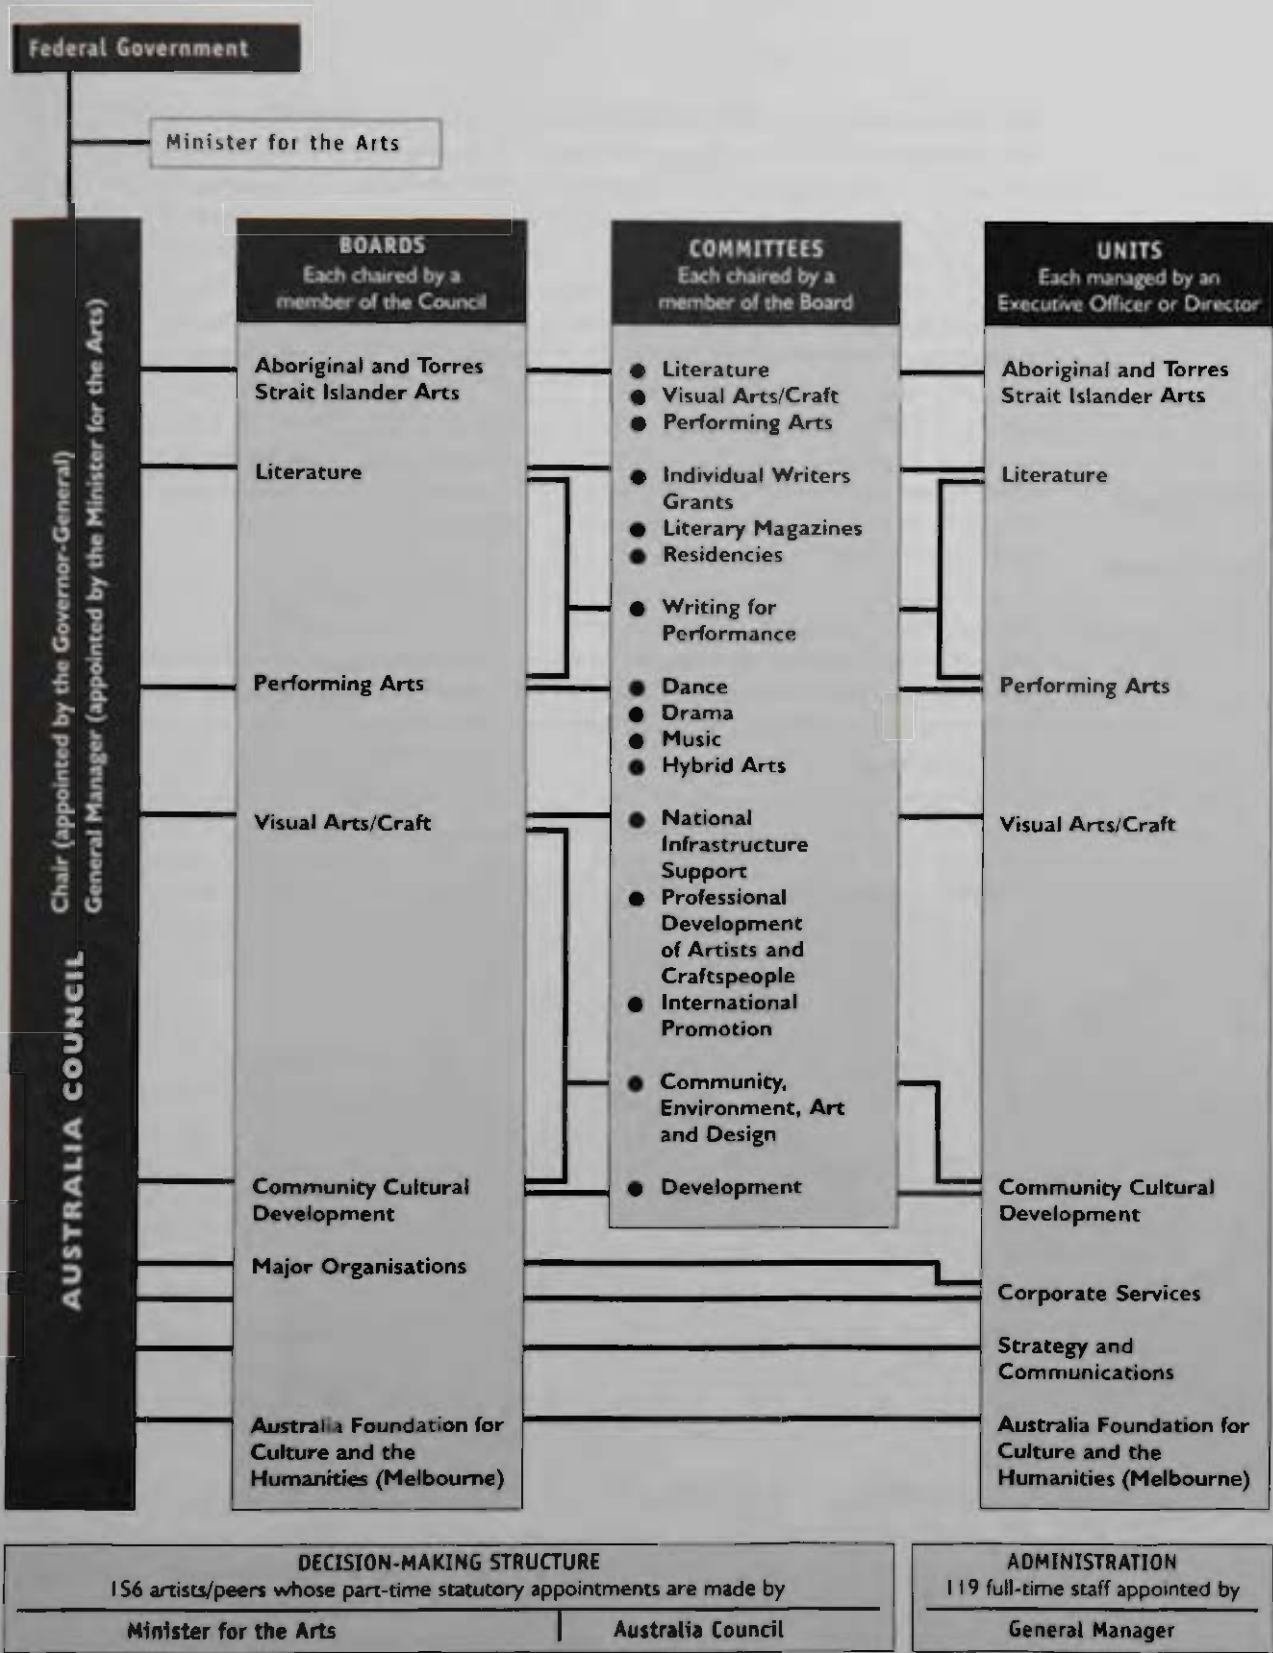 Federal Government
Minister for the Arts
AUSTRALIA COUNCIL
Chair (appointed by the Governor-General)
General Manager (appointed by the Minister for the Arts)
BOARDS
Each chaired by a
member of the Council
Aboriginal and Torres
Strait Islander Arts
Literature
Performing Arts
Visual Arts/Craft
Community Cultural
Development
Major Organisations
Australia Foundation for
Culture and the
Humanities (Melbourne)
COMMITTEES
Each chaired by a
member of the Board
● Literature
● Visual Arts/Craft
● Performing Arts
● Individual Writers
Grants
● Literary Magazines
● Residencies
● Writing for
Performance
● Dance
● Drama
● Music
● Hybrid Arts
● National
Infrastructure
Support
● Professional
Development
of Artists and
Craftspeople
● International
Promotion
● Community,
Environment, Art
and Design
● Development
UNITS
Each managed by an
Executive Officer or Director
Aboriginal and Torres
Strait Islander Arts
Literature
Performing Arts
Visual Arts/Craft
Community Cultural
Development
Corporate Services
Strategy and
Communications
Australia Foundation for
Culture and the
Humanities (Melbourne)
DECISION-MAKING STRUCTURE
156 artists/peers whose part-time statutory appointments are made by
Minister for the Arts
Australia Council
ADMINISTRATION
119 full-time staff appointed by
General Manager